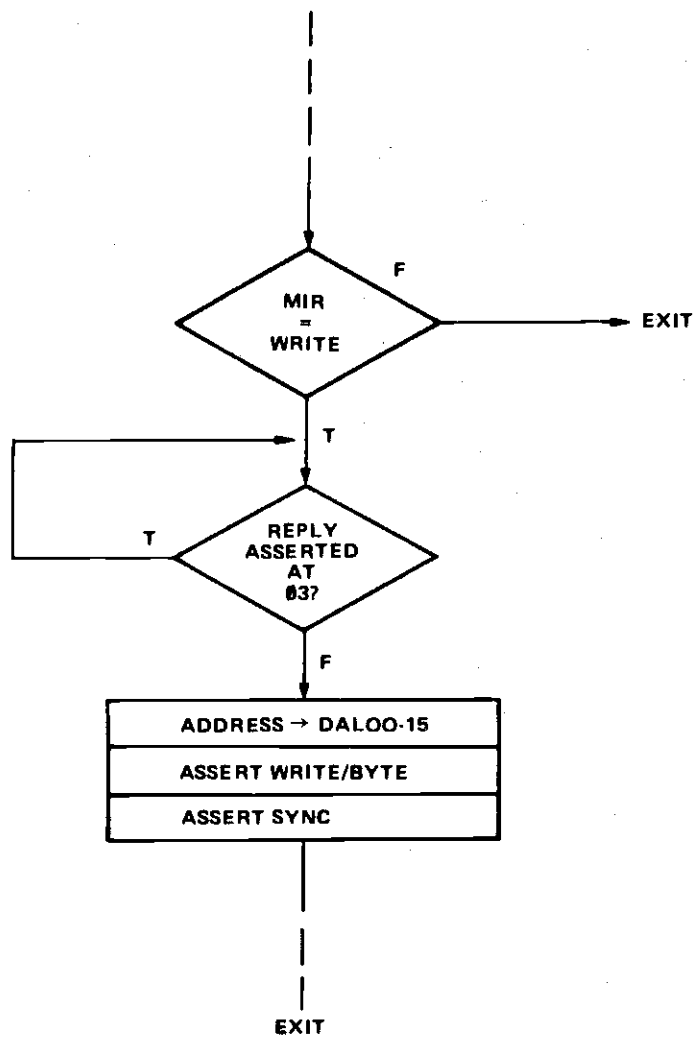 F
MIR
=
WRITE
EXIT
T
T
REPLY
ASSERTED
AT
Ø3?
F
ADDRESS → DAL00-15
ASSERT WRITE/BYTE
ASSERT SYNC
EXIT